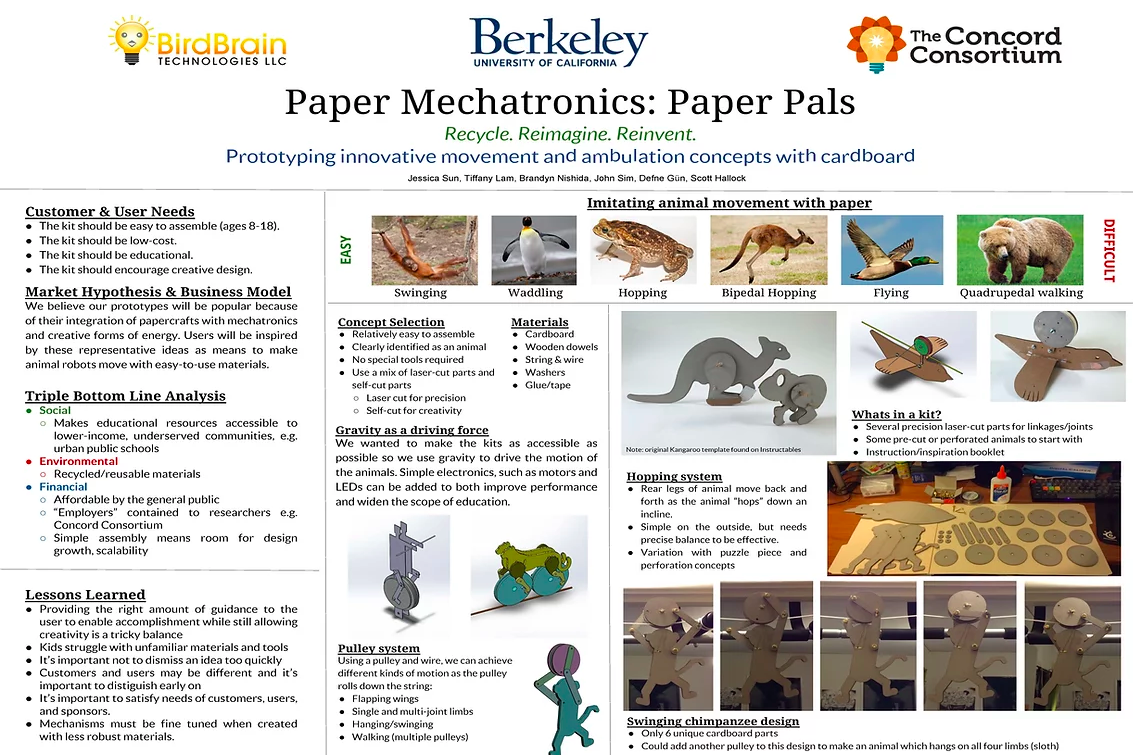 BirdBrain
TECHNOLOGIES LLC
Berkeley
UNIVERSITY OF CALIFORNIA
The Concord
Consortium
Paper Mechatronics: Paper Pals
Recycle. Reimagine. Reinvent.
Prototyping innovative movement and ambulation concepts with cardboard
Jessica Sun, Tiffany Lam, Brandyn Nishida, John Sim, Defne Gün, Scott Hallock
Customer & User Needs
● The kit should be easy to assemble (ages 8-18).
● The kit should be low-cost.
● The kit should be educational.
● The kit should encourage creative design.
Market Hypothesis & Business Model
We believe our prototypes will be popular because
of their integration of papercrafts with mechatronics
and creative forms of energy. Users will be inspired
by these representative ideas as means to make
animal robots move with easy-to-use materials.
Triple Bottom Line Analysis
● Social
○ Makes educational resources accessible to
lower-income, underserved communities, e.g.
urban public schools
● Environmental
○ Recycled/reusable materials
● Financial
○ Affordable by the general public
○ "Employers" contained to researchers e.g.
Concord Consortium
○ Simple assembly means room for design
growth, scalability
Lessons Learned
● Providing the right amount of guidance to the
user to enable accomplishment while still allowing
creativity is a tricky balance
● Kids struggle with unfamiliar materials and tools
● It's important not to dismiss an idea too quickly
● Customers and users may be different and it's
important to distiguish early on
● It's important to satisfy needs of customers, users,
and sponsors.
● Mechanisms must be fine tuned when created
with less robust materials.
Imitating animal movement with paper
EASY
Swinging
Waddling
Hopping
Bipedal Hopping
Flying
Quadrupedal walking
DIFFICULT
Concept Selection
● Relatively easy to assemble
● Clearly identified as an animal
● No special tools required
● Use a mix of laser-cut parts and
self-cut parts
○ Laser cut for precision
○ Self-cut for creativity
Materials
● Cardboard
● Wooden dowels
● String & wire
● Washers
● Glue/tape
Gravity as a driving force
We wanted to make the kits as accessible as
possible so we use gravity to drive the motion of
the animals. Simple electronics, such as motors and
LEDs can be added to both improve performance
and widen the scope of education.
Pulley system
Using a pulley and wire, we can achieve
different kinds of motion as the pulley
rolls down the string:
● Flapping wings
● Single and multi-joint limbs
● Hanging/swinging
● Walking (multiple pulleys)
Note: original Kangaroo template found on Instructables
Whats in a kit?
● Several precision laser-cut parts for linkages/joints
● Some pre-cut or perforated animals to start with
● Instruction/inspiration booklet
Hopping system
● Rear legs of animal move back and
forth as the animal "hops" down an
incline.
● Simple on the outside, but needs
precise balance to be effective.
● Variation with puzzle piece and
perforation concepts
Swinging chimpanzee design
● Only 6 unique cardboard parts
● Could add another pulley to this design to make an animal which hangs on all four limbs (sloth)